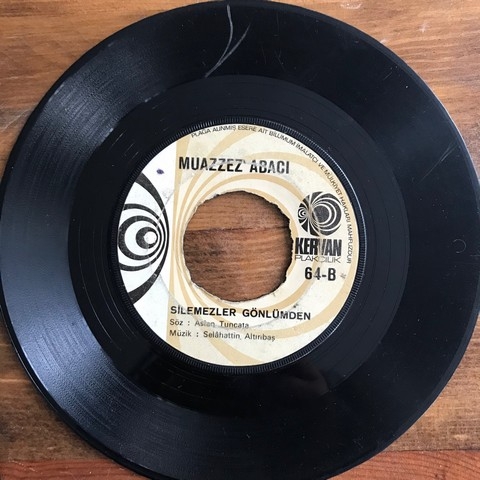 PLAĞA ALINMIŞ ESERE AİT BİLÜMUM İMALATÇI VE MÜLKİYET HAKLARI MAHFUZDUR
MUAZZEZ ABACI
KERVAN
PLAKÇILIK
64-B
SİLEMEZLER GÖNLÜMDEN
Söz : Aslan Tuncata
Müzik : Selâhattin Altınbaş